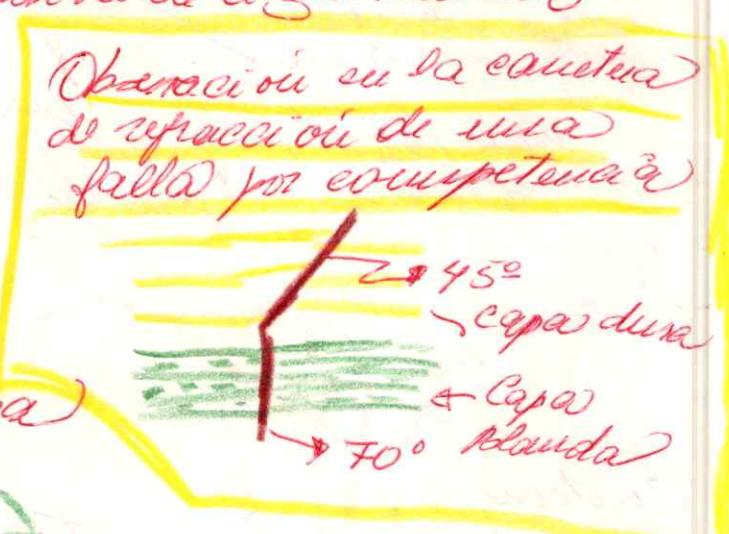 Observación en la carretera
de refracción de una
falla por competencia
45º
capa dura
Capa
blanda
70º